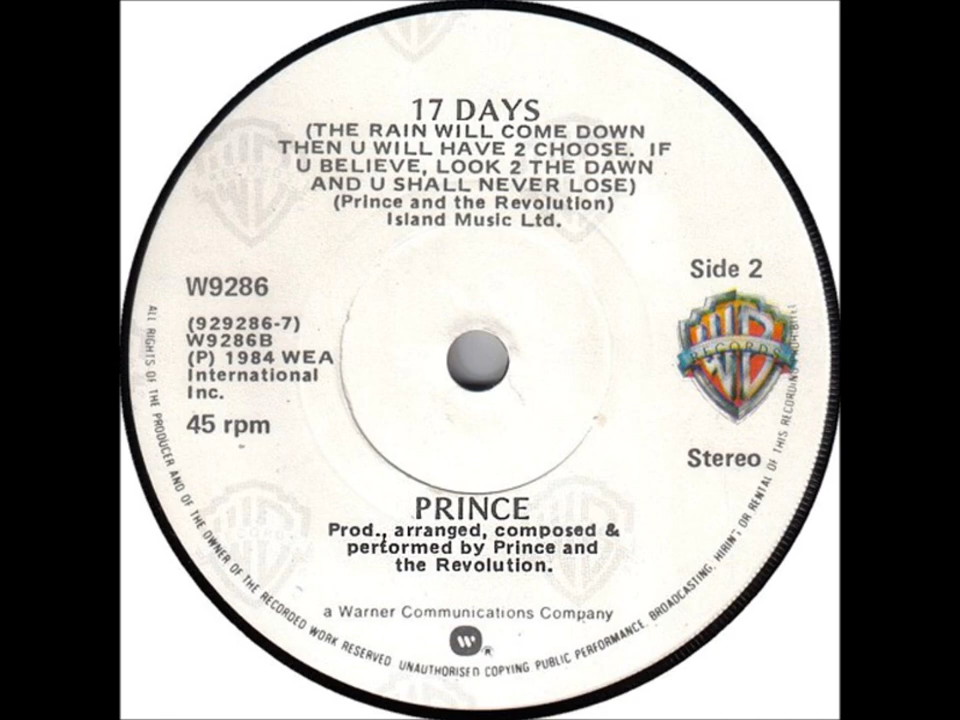 17 DAYS
(THE RAIN WILL COME DOWN
THEN U WILL HAVE 2 CHOOSE. IF
U BELIEVE, LOOK 2 THE DAWN
AND U SHALL NEVER LOSE)
(Prince and the Revolution)
Island Music Ltd.
Side 2
W9286
(929286-7)
W9286B
(P) 1984 WEA
International
Inc.
45 rpm
WB
RECORDS
Stereo
PRINCE
Prod., arranged, composed &
performed by Prince and
the Revolution.
a Warner Communications Company
ALL RIGHTS OF THE PRODUCER AND OF THE OWNER OF THE RECORDED WORK RESERVED UNAUTHORISED COPYING PUBLIC PERFORMANCE. BROADCASTING, HIRING OR RENTAL OF THIS RECORDING PROHIBITED